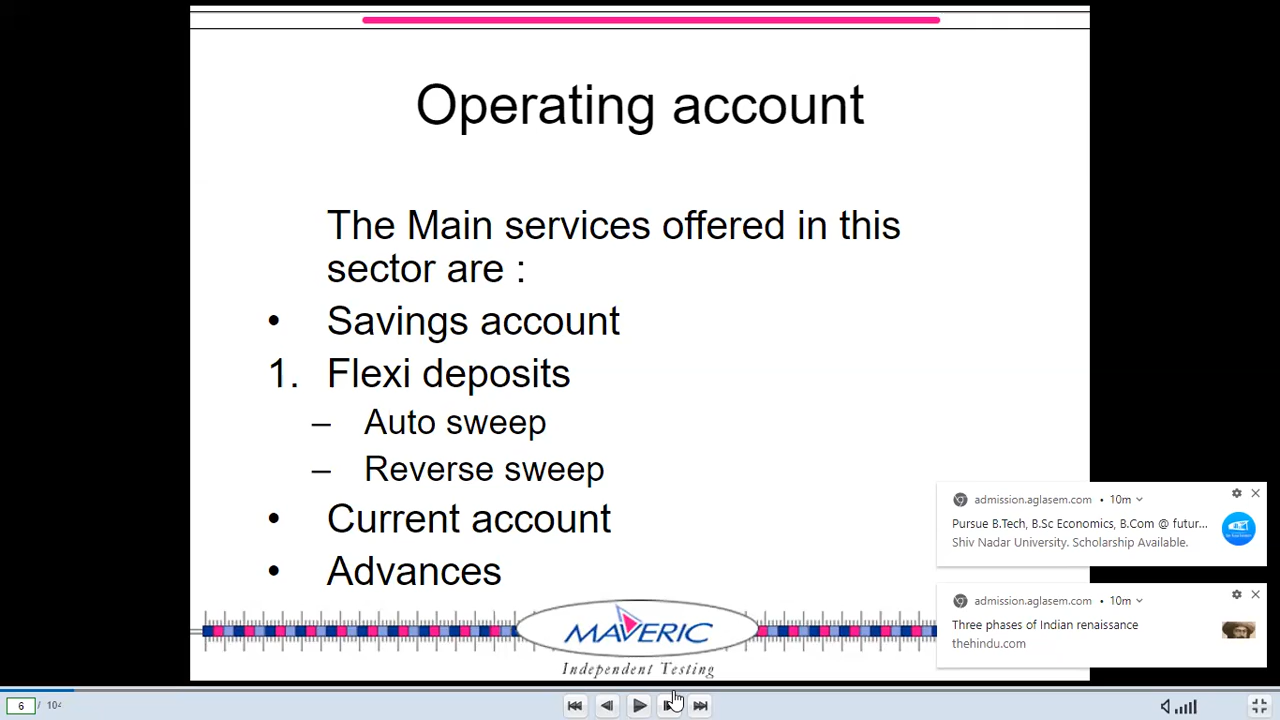 Operating account
The Main services offered in this
sector are :
• Savings account
1. Flexi deposits
– Auto sweep
– Reverse sweep
• Current account
• Advances
MAVERIC
Independent Testing
admission.aglasem.com • 10m
Pursue B.Tech, B.Sc Economics, B.Com @ futur...
Shiv Nadar University. Scholarship Available.
admission.aglasem.com • 10m
Three phases of Indian renaissance
thehindu.com
6 / 104